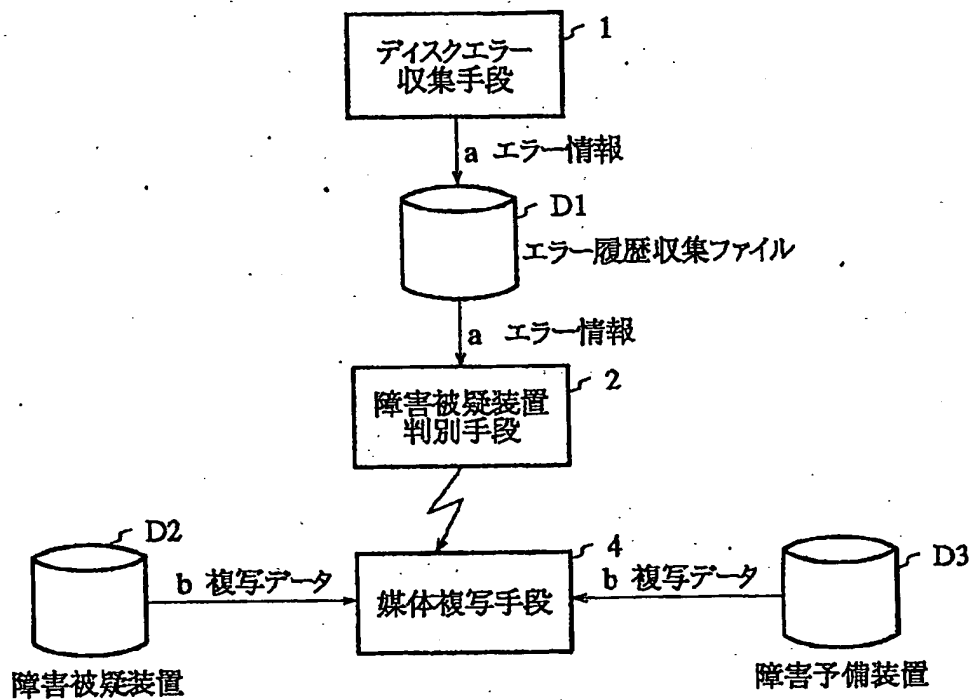 1
ディスクエラー
収集手段
a エラー情報
D1
エラー履歴収集ファイル
a エラー情報
2
障害被疑装置
判別手段
D2
4
D3
b 複写データ
媒体複写手段
b 複写データ
障害被疑装置
障害予備装置